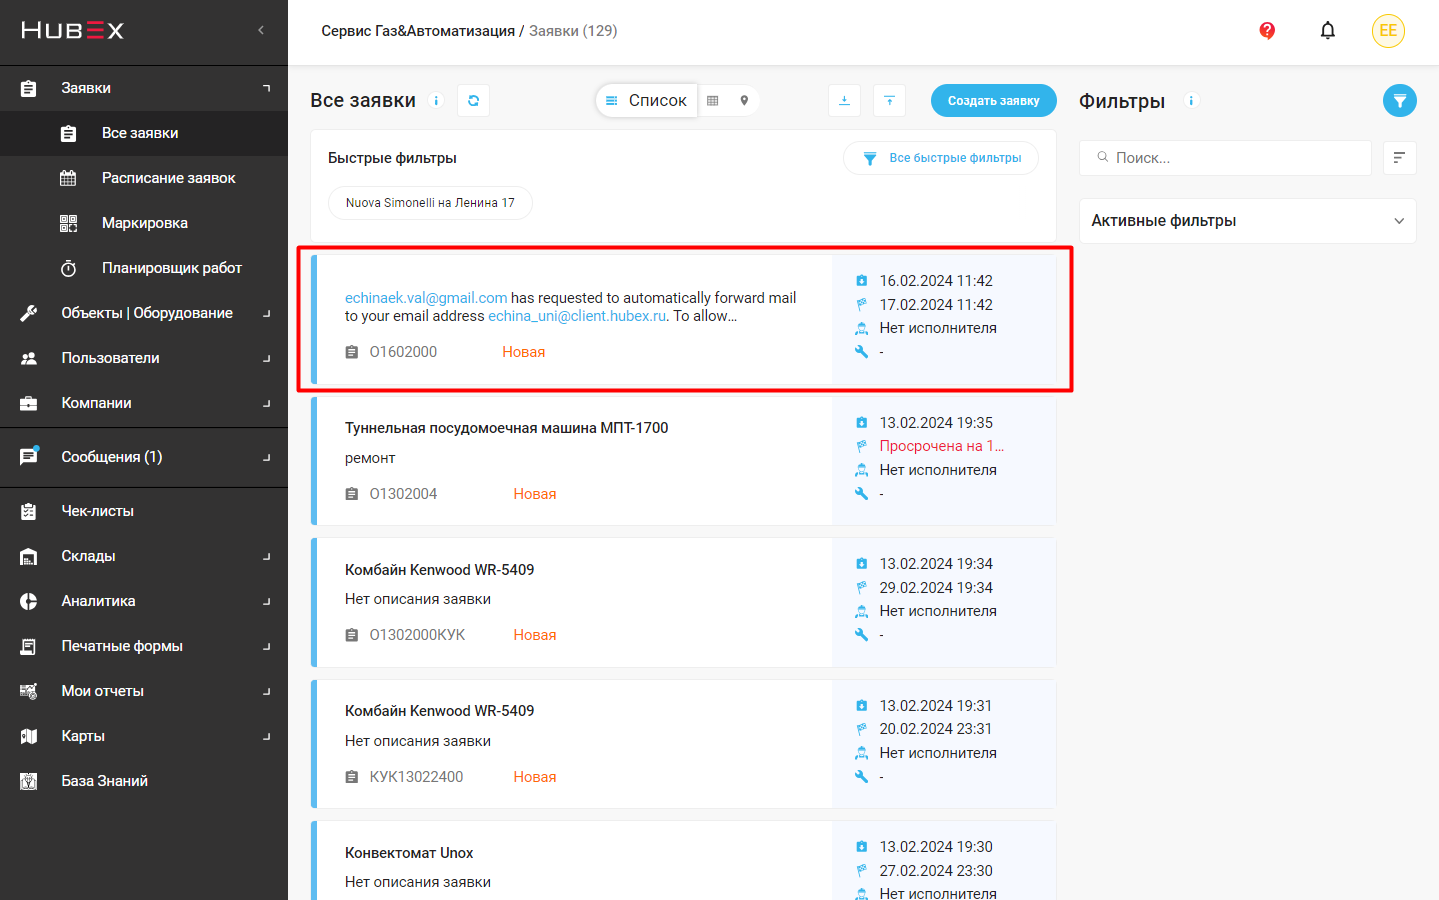 HUBEX
Заявки
Все заявки
Расписание заявок
Маркировка
Планировщик работ
Объекты | Оборудование
Пользователи
Компании
Сообщения (1)
Чек-листы
Склады
Аналитика
Печатные формы
Мои отчеты
Карты
База Знаний
Сервис Газ&Автоматизация / Заявки (129)
EE
Все заявки
Список
Создать заявку
Быстрые фильтры
Все быстрые фильтры
Nuova Simonelli на Ленина 17
echinaek.val@gmail.com has requested to automatically forward mail
to your email address echina_uni@client.hubex.ru. To allow...
О1602000 Новая
16.02.2024 11:42
17.02.2024 11:42
Нет исполнителя
-
Туннельная посудомоечная машина МПТ-1700
ремонт
О1302004 Новая
13.02.2024 19:35
Просрочена на 1...
Нет исполнителя
-
Комбайн Kenwood WR-5409
Нет описания заявки
О1302000КУК Новая
13.02.2024 19:34
29.02.2024 19:34
Нет исполнителя
-
Комбайн Kenwood WR-5409
Нет описания заявки
КУК13022400 Новая
13.02.2024 19:31
20.02.2024 23:31
Нет исполнителя
-
Конвектомат Unox
Нет описания заявки
13.02.2024 19:30
27.02.2024 23:30
Нет исполнителя
Фильтры
Поиск...
Активные фильтры